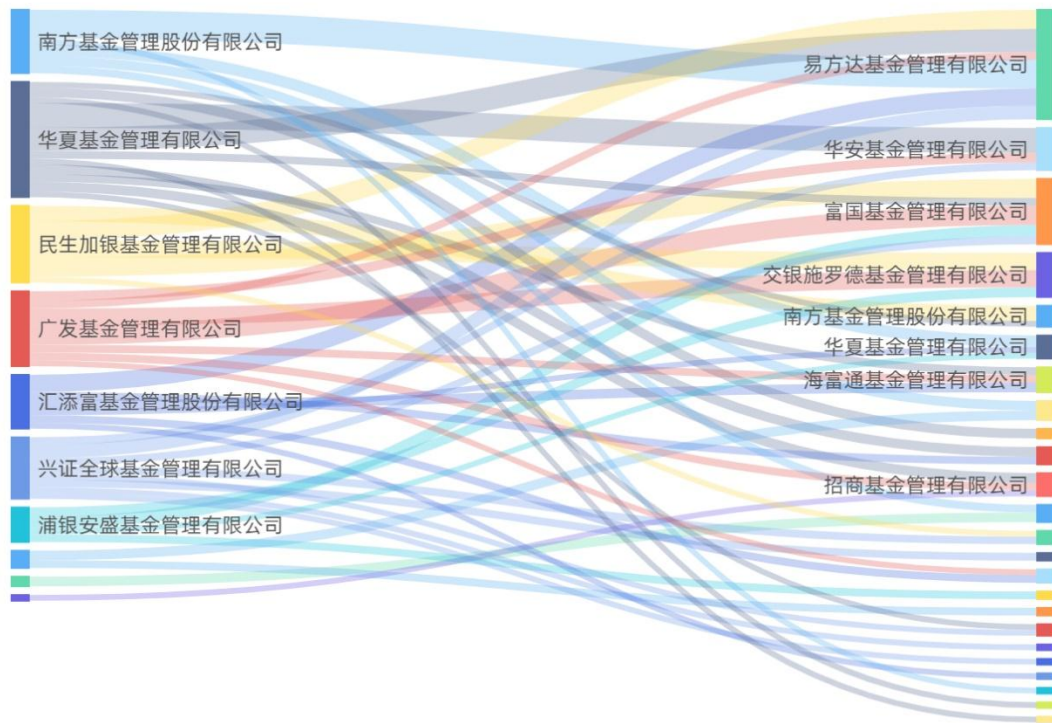 南方基金管理股份有限公司
华夏基金管理有限公司
民生加银基金管理有限公司
广发基金管理有限公司
汇添富基金管理股份有限公司
兴证全球基金管理有限公司
浦银安盛基金管理有限公司
易方达基金管理有限公司
华安基金管理有限公司
富国基金管理有限公司
交银施罗德基金管理有限公司
南方基金管理股份有限公司
华夏基金管理有限公司
海富通基金管理有限公司
招商基金管理有限公司